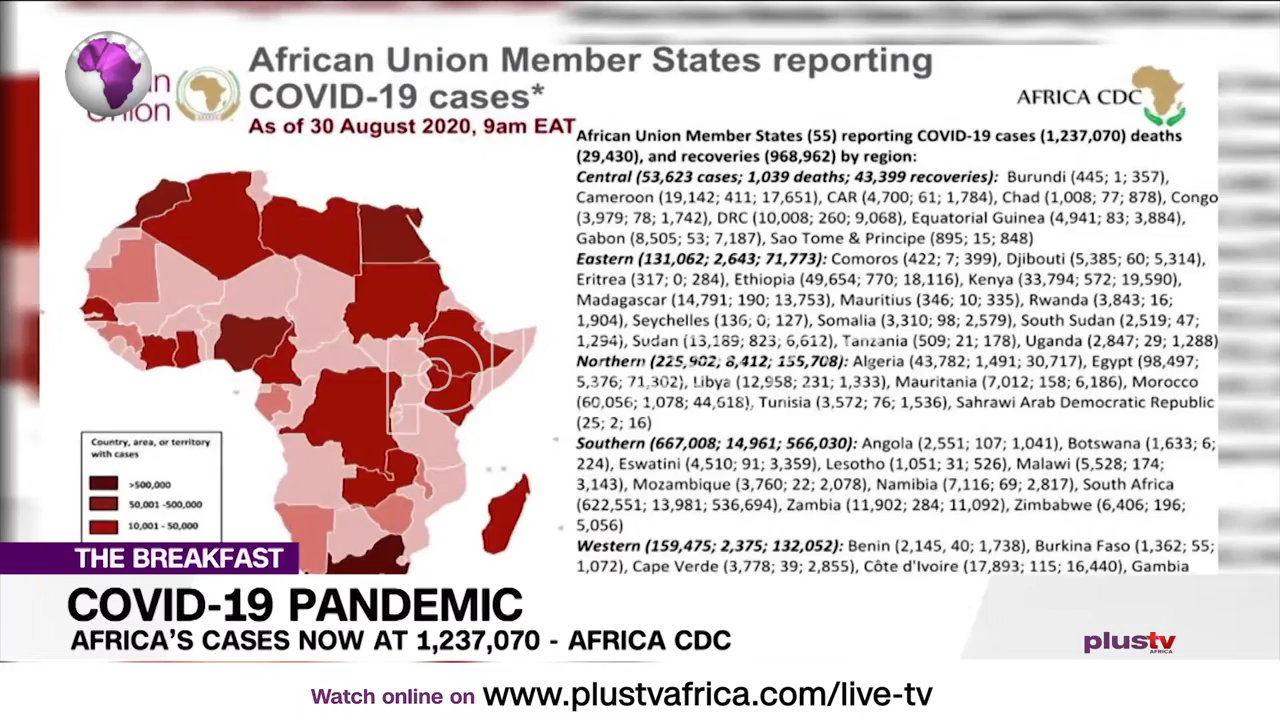 an
Union
African Union Member States reporting
COVID-19 cases*
As of 30 August 2020, 9am EAT
AFRICA CDC
African Union Member States (55) reporting COVID-19 cases (1,237,070) deaths
(29,430), and recoveries (968,962) by region:
Central (53,623 cases; 1,039 deaths; 43,399 recoveries): Burundi (445; 1; 357),
Cameroon (19,142; 411; 17,651), CAR (4,700; 61; 1,784), Chad (1,008; 77; 878), Congo
(3,979; 78; 1,742), DRC (10,008; 260; 9,068), Equatorial Guinea (4,941; 83; 3,884),
Gabon (8,505; 53; 7,187), Sao Tome & Principe (895; 15; 848)
Eastern (131,062; 2,643; 71,773): Comoros (422; 7; 399), Djibouti (5,385; 60; 5,314),
Eritrea (317; 0; 284), Ethiopia (49,654; 770; 18,116), Kenya (33,794; 572; 19,590),
Madagascar (14,791; 190; 13,753), Mauritius (346; 10; 335), Rwanda (3,843; 16;
1,904), Seychelles (136; 0; 127), Somalia (3,310; 98; 2,579), South Sudan (2,519; 47;
1,294), Sudan (13,189; 823; 6,612), Tanzania (509; 21; 178), Uganda (2,847; 29; 1,288)
Northern (225,902; 8,412; 155,708): Algeria (43,782; 1,491; 30,717), Egypt (98,497;
5,376; 71,302), Libya (12,958; 231; 1,333), Mauritania (7,012; 158; 6,186), Morocco
(60,056; 1,078; 44,618), Tunisia (3,572; 76; 1,536), Sahrawi Arab Democratic Republic
(25; 2; 16)
Southern (667,008; 14,961; 566,030): Angola (2,551; 107; 1,041), Botswana (1,633; 6;
224), Eswatini (4,510; 91; 3,359), Lesotho (1,051; 31; 526), Malawi (5,528; 174;
3,143), Mozambique (3,760; 22; 2,078), Namibia (7,116; 69; 2,817), South Africa
(622,551; 13,981; 536,694), Zambia (11,902; 284; 11,092), Zimbabwe (6,406; 196;
5,056)
Western (159,475; 2,375; 132,052): Benin (2,145, 40; 1,738), Burkina Faso (1,362; 55;
1,072), Cape Verde (3,778; 39; 2,855), Côte d'Ivoire (17,893; 115; 16,440), Gambia
Country, area, or territory
with cases
>500,000
50,001 -500,000
10,001 - 50,000
THE BREAKFAST
COVID-19 PANDEMIC
AFRICA'S CASES NOW AT 1,237,070 - AFRICA CDC
plustv
AFRICA
Watch online on www.plustvafrica.com/live-tv